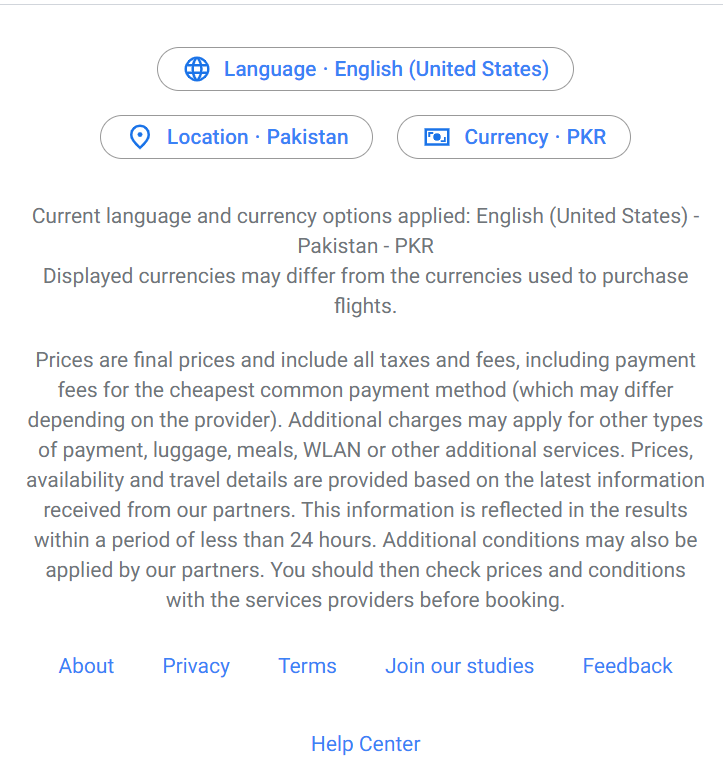 Language · English (United States)
Location · Pakistan
Currency · PKR
Current language and currency options applied: English (United States) -
Pakistan - PKR
Displayed currencies may differ from the currencies used to purchase
flights.
Prices are final prices and include all taxes and fees, including payment
fees for the cheapest common payment method (which may differ
depending on the provider). Additional charges may apply for other types
of payment, luggage, meals, WLAN or other additional services. Prices,
availability and travel details are provided based on the latest information
received from our partners. This information is reflected in the results
within a period of less than 24 hours. Additional conditions may also be
applied by our partners. You should then check prices and conditions
with the services providers before booking.
About Privacy Terms Join our studies Feedback
Help Center